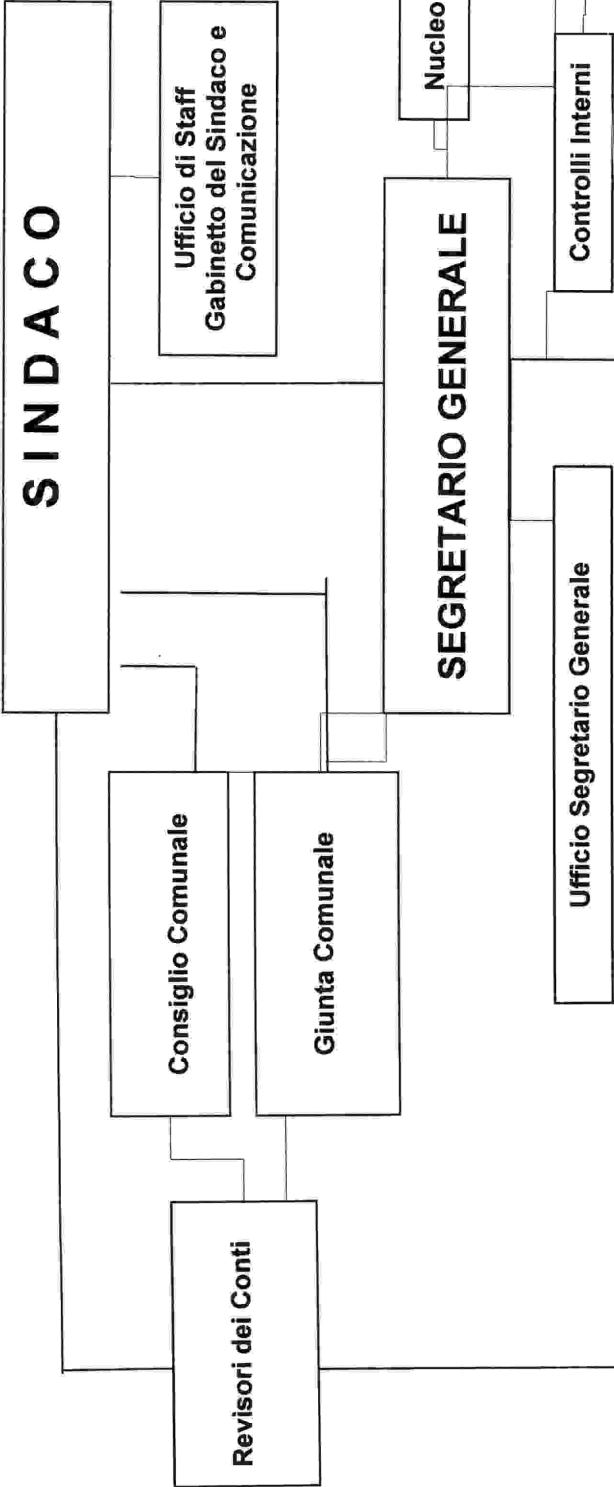 SINDACO
Ufficio di Staff
Gabinetto del Sindaco e
Comunicazione
Consiglio Comunale
Giunta Comunale
Revisori dei Conti
Nucleo
SEGRETARIO GENERALE
Controlli Interni
Ufficio Segretario Generale